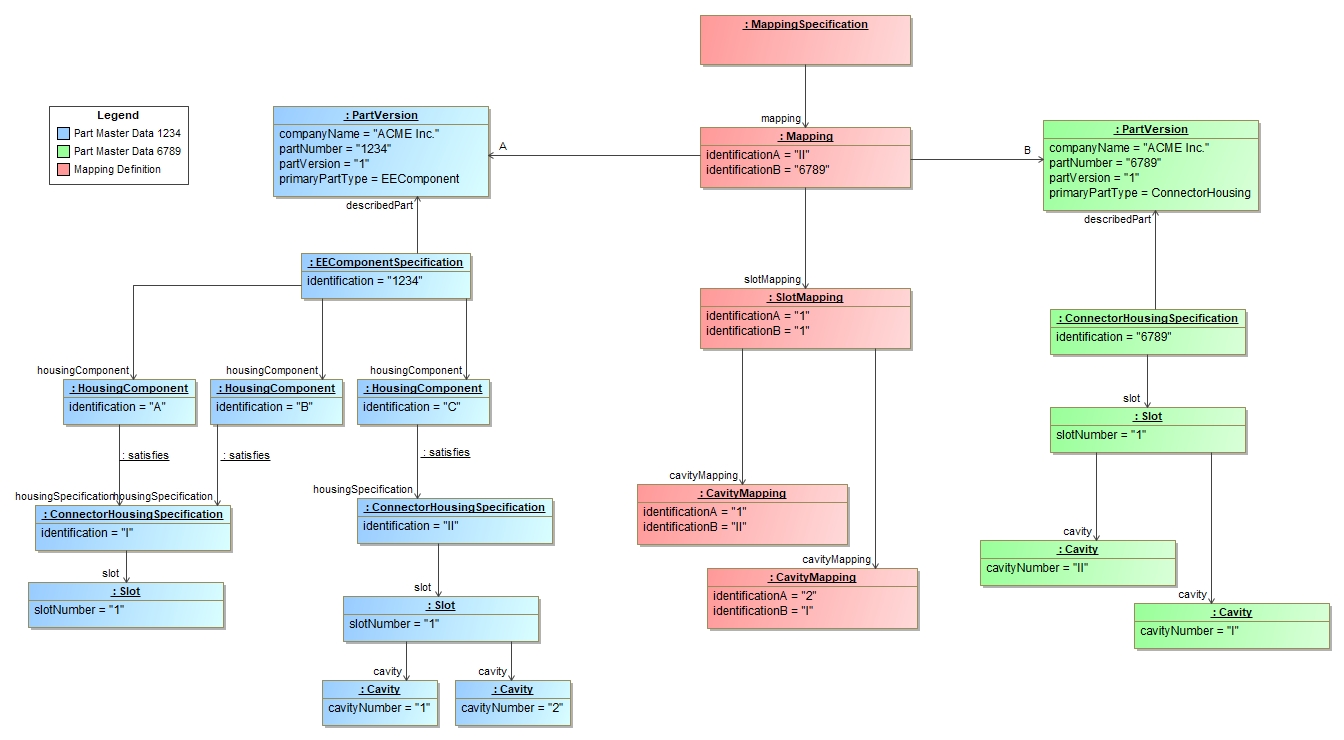 : MappingSpecification
mapping
Legend
Part Master Data 1234
Part Master Data 6789
Mapping Definition
: PartVersion
companyName = "ACME Inc."
partNumber = "1234"
partVersion = "1"
primaryPartType = EEComponent
A
: Mapping
identificationA = "II"
identificationB = "6789"
B
: PartVersion
companyName = "ACME Inc."
partNumber = "6789"
partVersion = "1"
primaryPartType = ConnectorHousing
describedPart
describedPart
: EEComponentSpecification
identification = "1234"
slotMapping
: SlotMapping
identificationA = "1"
identificationB = "1"
: ConnectorHousingSpecification
identification = "6789"
housingComponent
housingComponent
housingComponent
: HousingComponent
identification = "A"
: HousingComponent
identification = "B"
: HousingComponent
identification = "C"
slot
: Slot
slotNumber = "1"
: satisfies
: satisfies
: satisfies
housingSpecification
housingSpecification
housingSpecification
: ConnectorHousingSpecification
identification = "I"
: ConnectorHousingSpecification
identification = "II"
cavityMapping
: CavityMapping
identificationA = "1"
identificationB = "II"
cavity
: Cavity
cavityNumber = "II"
cavityMapping
: CavityMapping
identificationA = "2"
identificationB = "I"
cavity
: Cavity
cavityNumber = "I"
slot
: Slot
slotNumber = "1"
slot
: Slot
slotNumber = "1"
cavity
cavity
: Cavity
cavityNumber = "1"
: Cavity
cavityNumber = "2"